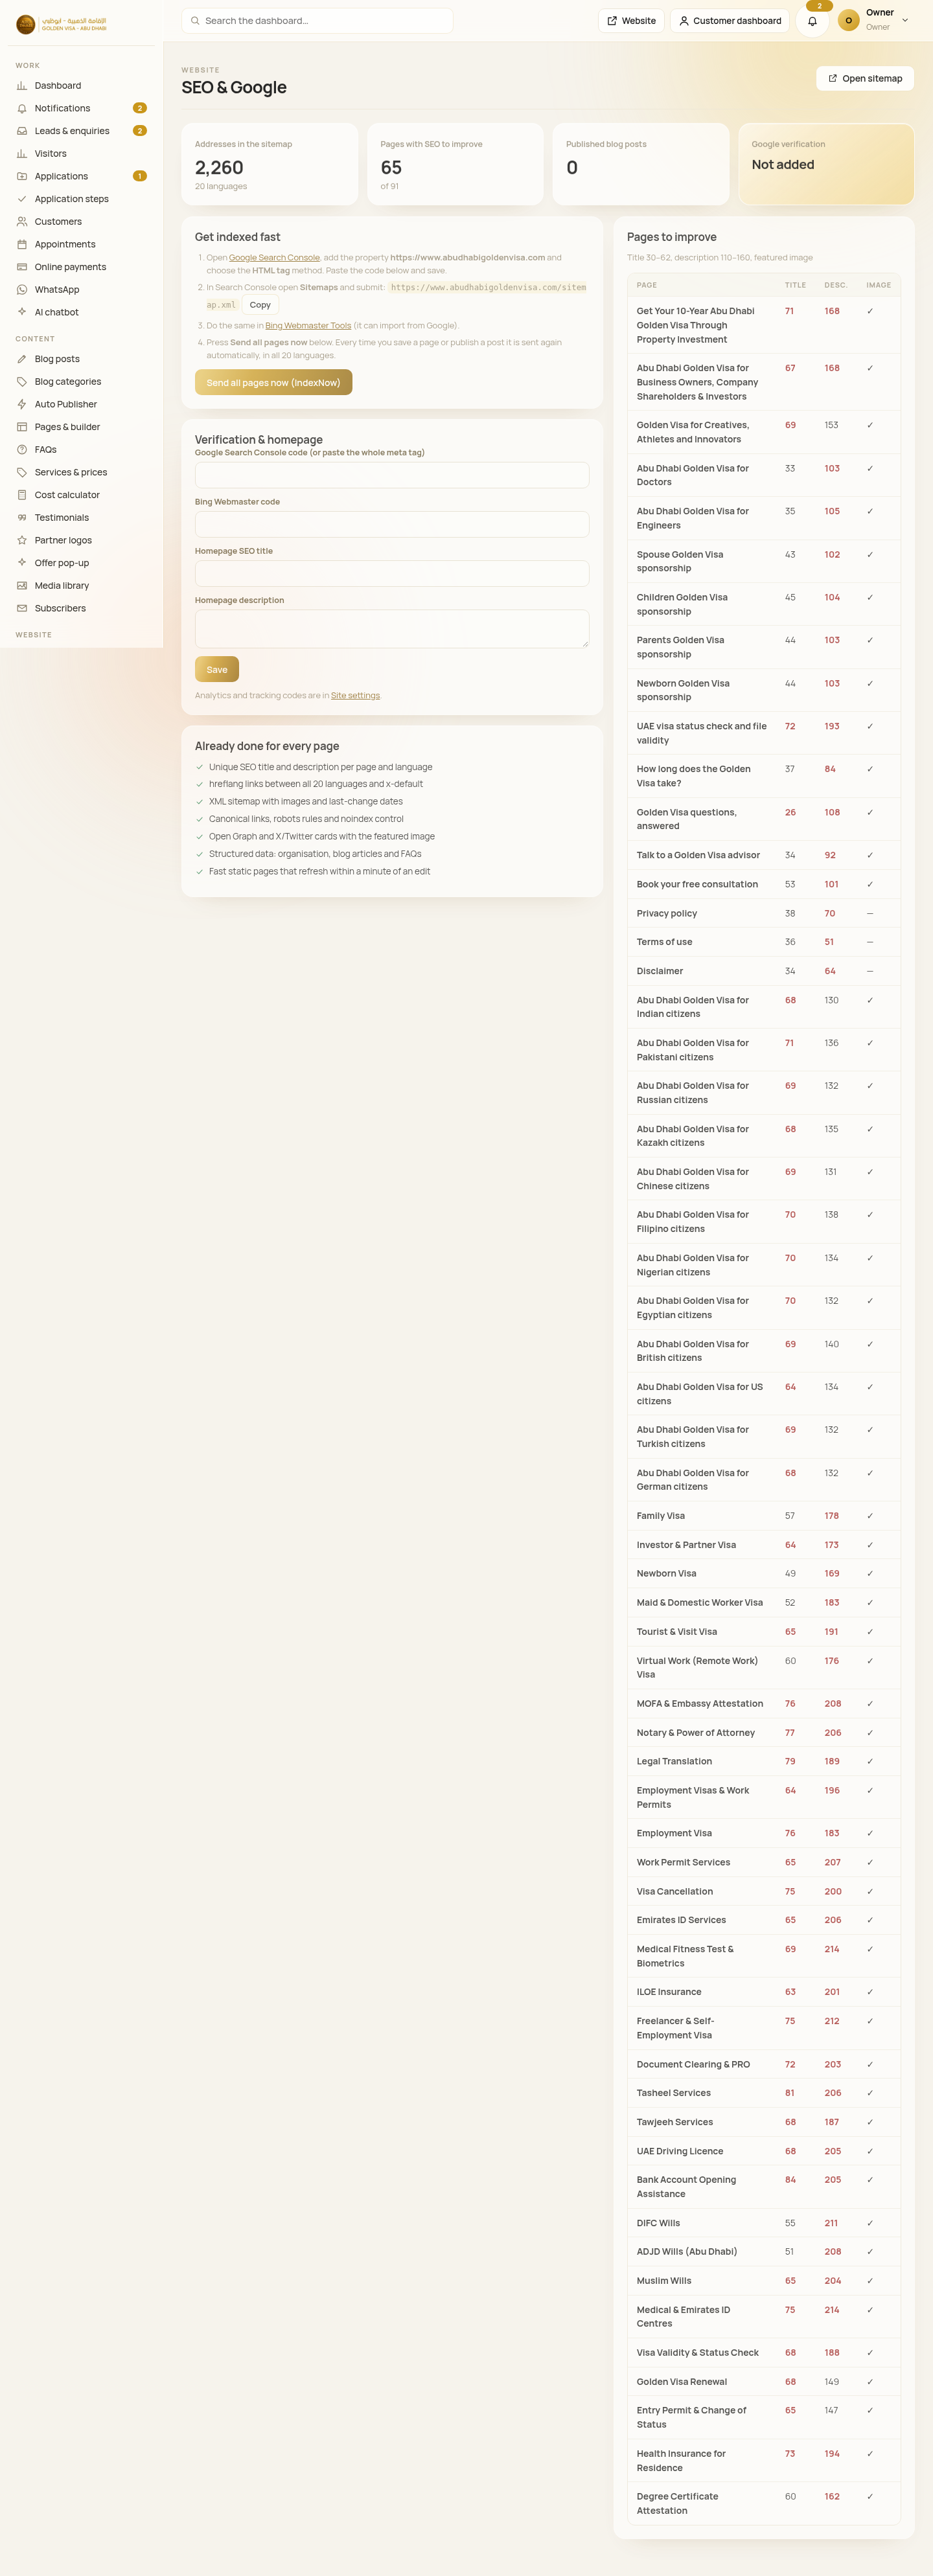 الإقامة الذهبية - ابوظبي
GOLDEN VISA - ABU DHABI
WORK
Dashboard
Notifications 2
Leads & enquiries 2
Visitors
Applications 1
Application steps
Customers
Appointments
Online payments
WhatsApp
AI chatbot
CONTENT
Blog posts
Blog categories
Auto Publisher
Pages & builder
FAQs
Services & prices
Cost calculator
Testimonials
Partner logos
Offer pop-up
Media library
Subscribers
WEBSITE
Search the dashboard...
Website
Customer dashboard
2
O
Owner
Owner
WEBSITE
SEO & Google
Open sitemap
Addresses in the sitemap
2,260
20 languages
Pages with SEO to improve
65
of 91
Published blog posts
0
Google verification
Not added
Get indexed fast
1. Open Google Search Console, add the property https://www.abudhabigoldenvisa.com and
choose the HTML tag method. Paste the code below and save.
2. In Search Console open Sitemaps and submit: https://www.abudhabigoldenvisa.com/sitem
ap.xml Copy
3. Do the same in Bing Webmaster Tools (it can import from Google).
4. Press Send all pages now below. Every time you save a page or publish a post it is sent again
automatically, in all 20 languages.
Send all pages now (IndexNow)
Verification & homepage
Google Search Console code (or paste the whole meta tag)
Bing Webmaster code
Homepage SEO title
Homepage description
Save
Analytics and tracking codes are in Site settings.
Already done for every page
✓ Unique SEO title and description per page and language
✓ hreflang links between all 20 languages and x-default
✓ XML sitemap with images and last-change dates
✓ Canonical links, robots rules and noindex control
✓ Open Graph and X/Twitter cards with the featured image
✓ Structured data: organisation, blog articles and FAQs
✓ Fast static pages that refresh within a minute of an edit
Pages to improve
Title 30–62, description 110–160, featured image
PAGE TITLE DESC. IMAGE
Get Your 10-Year Abu Dhabi 71 168 ✓
Golden Visa Through
Property Investment
Abu Dhabi Golden Visa for 67 168 ✓
Business Owners, Company
Shareholders & Investors
Golden Visa for Creatives, 69 153 ✓
Athletes and Innovators
Abu Dhabi Golden Visa for 33 103 ✓
Doctors
Abu Dhabi Golden Visa for 35 105 ✓
Engineers
Spouse Golden Visa 43 102 ✓
sponsorship
Children Golden Visa 45 104 ✓
sponsorship
Parents Golden Visa 44 103 ✓
sponsorship
Newborn Golden Visa 44 103 ✓
sponsorship
UAE visa status check and file 72 193 ✓
validity
How long does the Golden 37 84 ✓
Visa take?
Golden Visa questions, 26 108 ✓
answered
Talk to a Golden Visa advisor 34 92 ✓
Book your free consultation 53 101 ✓
Privacy policy 38 70 —
Terms of use 36 51 —
Disclaimer 34 64 —
Abu Dhabi Golden Visa for 68 130 ✓
Indian citizens
Abu Dhabi Golden Visa for 71 136 ✓
Pakistani citizens
Abu Dhabi Golden Visa for 69 132 ✓
Russian citizens
Abu Dhabi Golden Visa for 68 135 ✓
Kazakh citizens
Abu Dhabi Golden Visa for 69 131 ✓
Chinese citizens
Abu Dhabi Golden Visa for 70 138 ✓
Filipino citizens
Abu Dhabi Golden Visa for 70 134 ✓
Nigerian citizens
Abu Dhabi Golden Visa for 70 132 ✓
Egyptian citizens
Abu Dhabi Golden Visa for 69 140 ✓
British citizens
Abu Dhabi Golden Visa for US 64 134 ✓
citizens
Abu Dhabi Golden Visa for 69 132 ✓
Turkish citizens
Abu Dhabi Golden Visa for 68 132 ✓
German citizens
Family Visa 57 178 ✓
Investor & Partner Visa 64 173 ✓
Newborn Visa 49 169 ✓
Maid & Domestic Worker Visa 52 183 ✓
Tourist & Visit Visa 65 191 ✓
Virtual Work (Remote Work) 60 176 ✓
Visa
MOFA & Embassy Attestation 76 208 ✓
Notary & Power of Attorney 77 206 ✓
Legal Translation 79 189 ✓
Employment Visas & Work 64 196 ✓
Permits
Employment Visa 76 183 ✓
Work Permit Services 65 207 ✓
Visa Cancellation 75 200 ✓
Emirates ID Services 65 206 ✓
Medical Fitness Test & 69 214 ✓
Biometrics
ILOE Insurance 63 201 ✓
Freelancer & Self- 75 212 ✓
Employment Visa
Document Clearing & PRO 72 203 ✓
Tasheel Services 81 206 ✓
Tawjeeh Services 68 187 ✓
UAE Driving Licence 68 205 ✓
Bank Account Opening 84 205 ✓
Assistance
DIFC Wills 55 211 ✓
ADJD Wills (Abu Dhabi) 51 208 ✓
Muslim Wills 65 204 ✓
Medical & Emirates ID 75 214 ✓
Centres
Visa Validity & Status Check 68 188 ✓
Golden Visa Renewal 68 149 ✓
Entry Permit & Change of 65 147 ✓
Status
Health Insurance for 73 194 ✓
Residence
Degree Certificate 60 162 ✓
Attestation